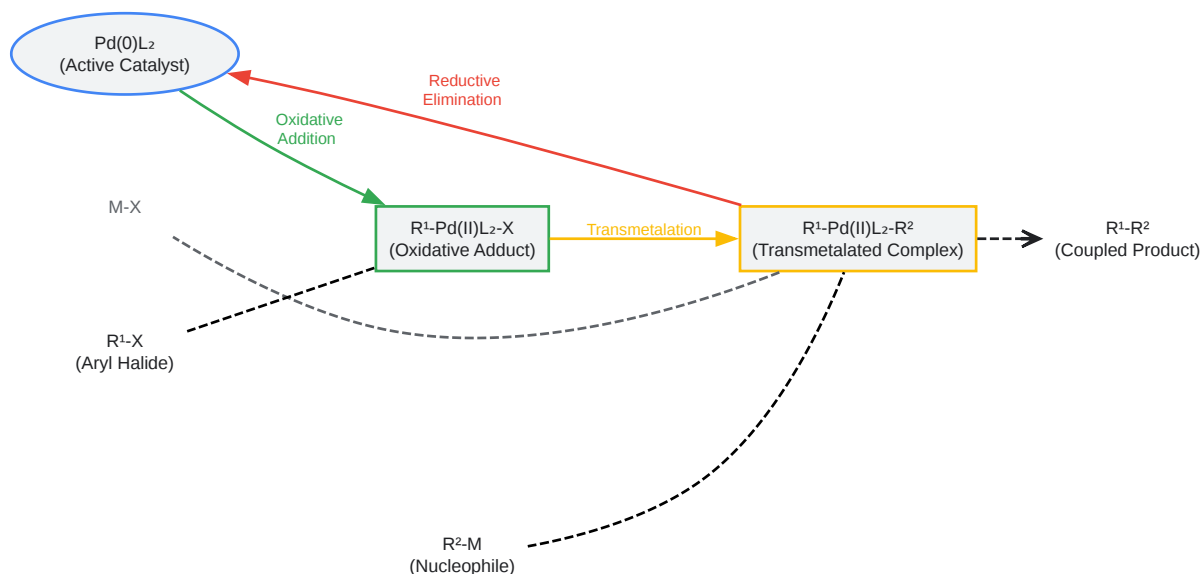 Pd(0)L₂
(Active Catalyst)
Reductive
Elimination
Oxidative
Addition
M-X
R¹-Pd(II)L₂-X
(Oxidative Adduct)
Transmetalation
R¹-Pd(II)L₂-R²
(Transmetalated Complex)
R¹-R²
(Coupled Product)
R¹-X
(Aryl Halide)
R²-M
(Nucleophile)